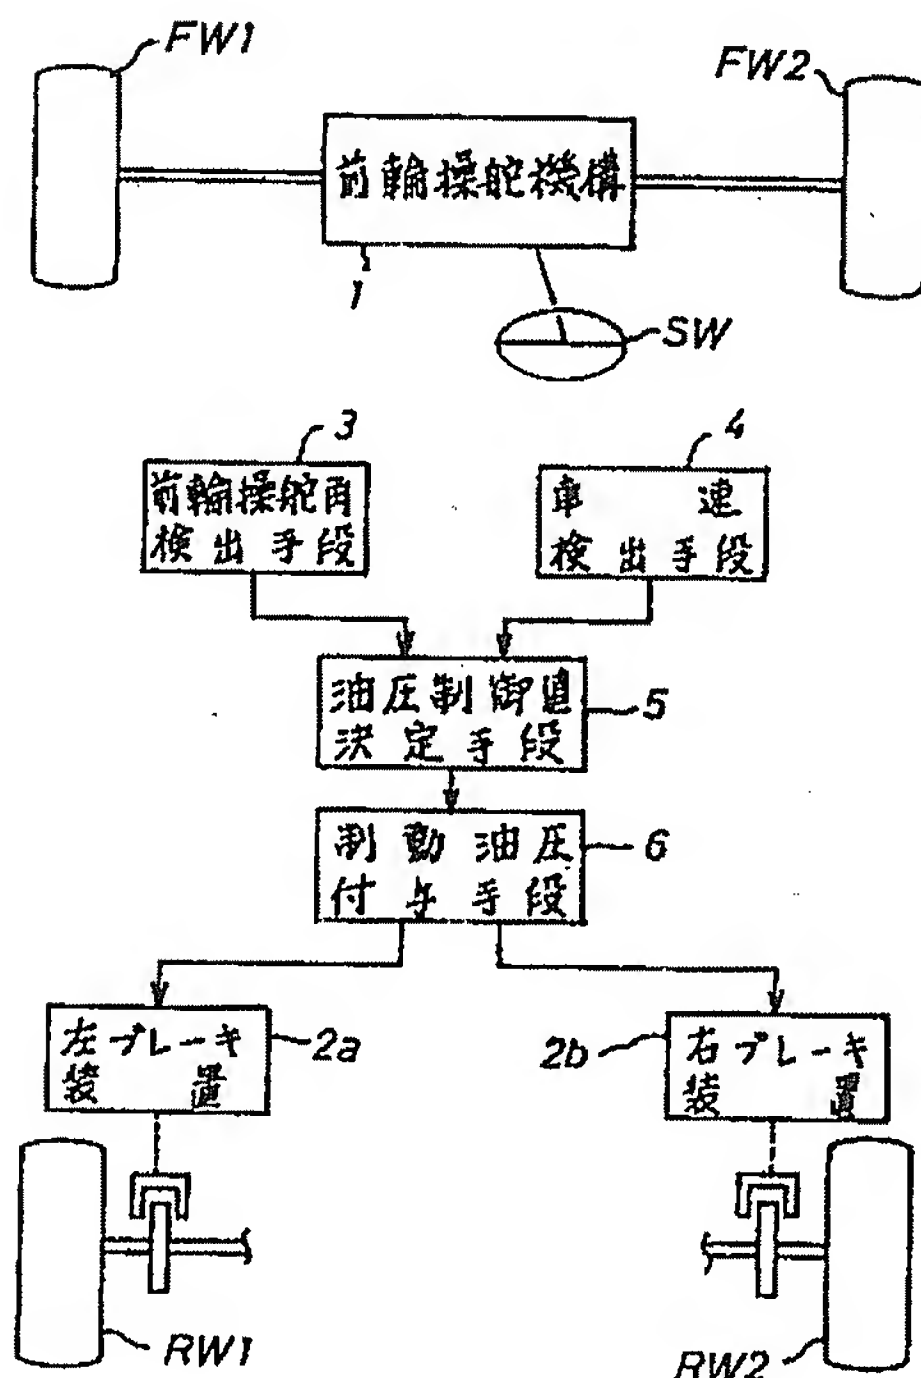 FW1
FW2
前輪操舵機構
1
SW
3
4
前輪操舵角
検出手段
車速
検出手段
油圧制御値
決定手段
5
制動油圧
付与手段
6
左ブレーキ
装置
2a
2b
右ブレーキ
装置
RW1
RW2